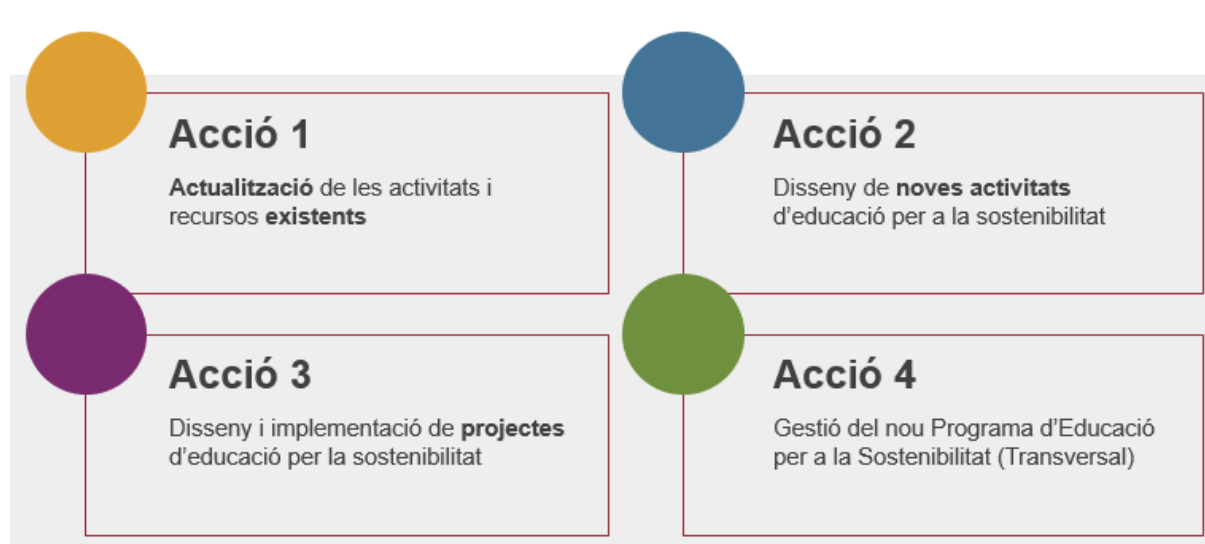 Acció 1
Actualització de les activitats i
recursos existents
Acció 2
Disseny de noves activitats
d’educació per a la sostenibilitat
Acció 3
Disseny i implementació de projectes
d’educació per la sostenibilitat
Acció 4
Gestió del nou Programa d’Educació
per a la Sostenibilitat (Transversal)